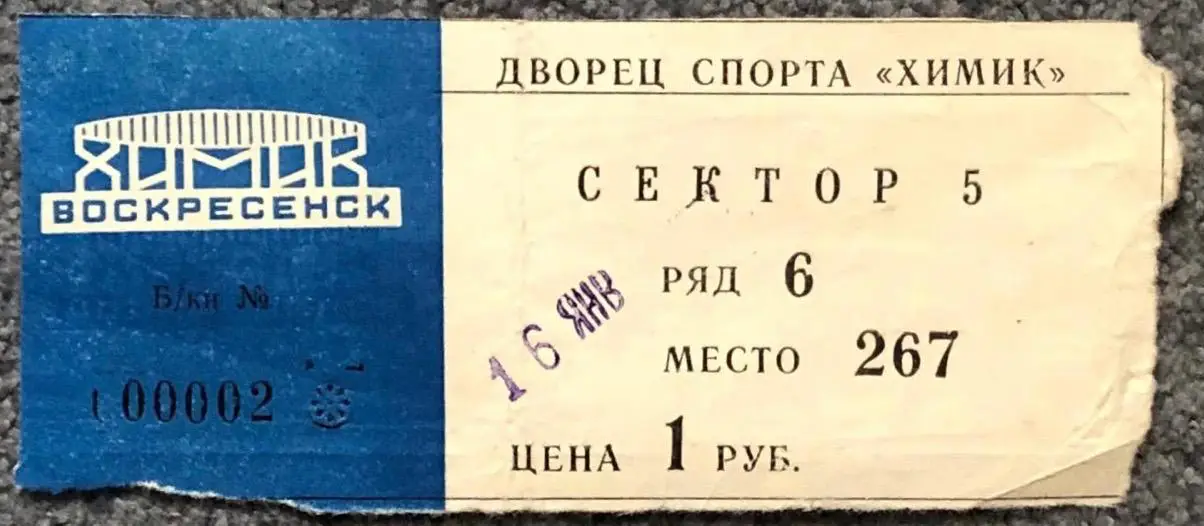 ХИМИК
ВОСКРЕСЕНСК
Б/кн №
00002
ДВОРЕЦ СПОРТА «ХИМИК»
СЕКТОР 5
РЯД 6
16 ЯНВ
МЕСТО 267
ЦЕНА 1 РУБ.